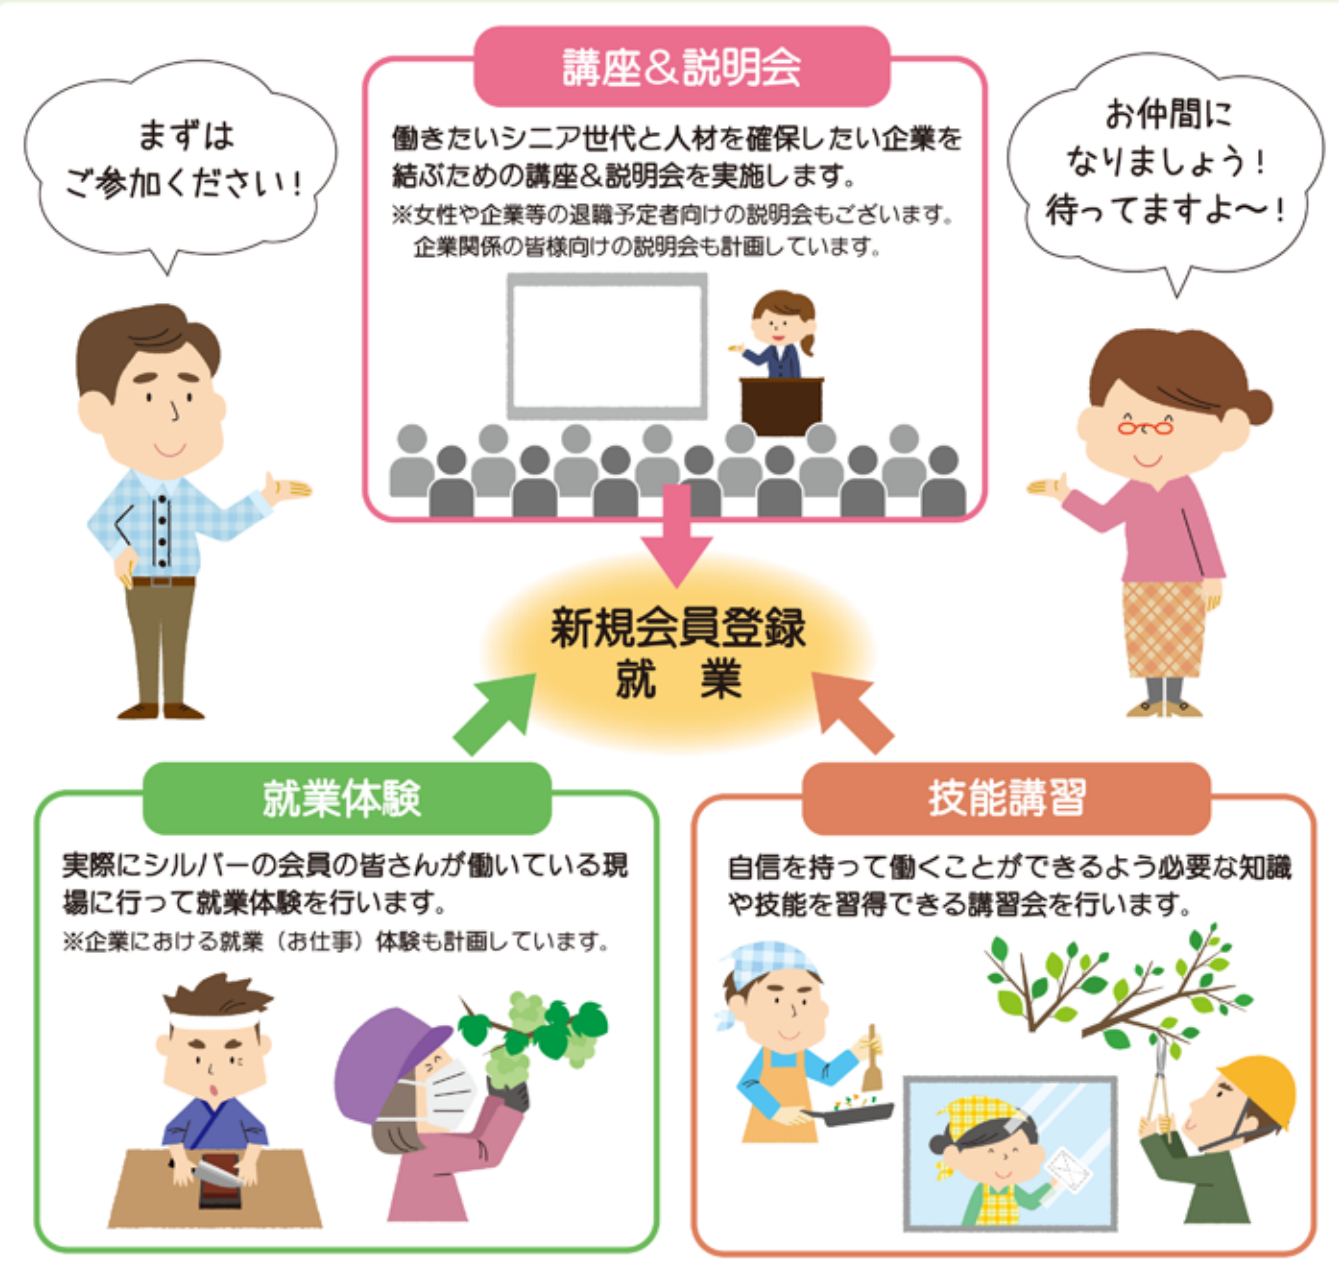 講座＆説明会
まずは
ご参加ください！
働きたいシニア世代と人材を確保したい企業を
結ぶための講座＆説明会を実施します。
※女性や企業等の退職予定者向けの説明会もございます。
企業関係の皆様向けの説明会も計画しています。
お仲間に
なりましょう！
待ってますよ～！
新規会員登録
就　業
就業体験
実際にシルバーの会員の皆さんが働いている現
場に行って就業体験を行います。
※企業における就業（お仕事）体験も計画しています。
技能講習
自信を持って働くことができるよう必要な知識
や技能を習得できる講習会を行います。